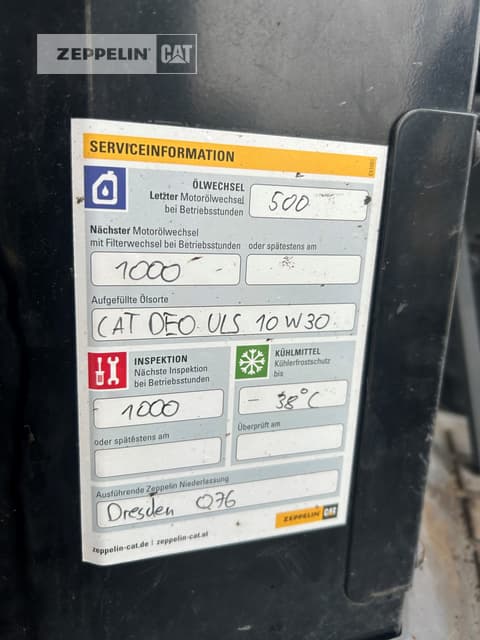 ZEPPELIN CAT
SERVICEINFORMATION
ÖLWECHSEL
Letzter Motorölwechsel
bei Betriebsstunden
500
Nächster Motorölwechsel
mit Filterwechsel bei Betriebsstunden
oder spätestens am
1000
Aufgefüllte Ölsorte
CAT DEO ULS 10W30
INSPEKTION
Nächste Inspektion
bei Betriebsstunden
1000
oder spätestens am
KÜHLMITTEL
Kühlerfrostschutz
bis
- 38°C
Überprüft am
Ausführende Zeppelin Niederlassung
Dresden 076
ZEPPELIN CAT
zeppelin-cat.de | zeppelin-cat.at